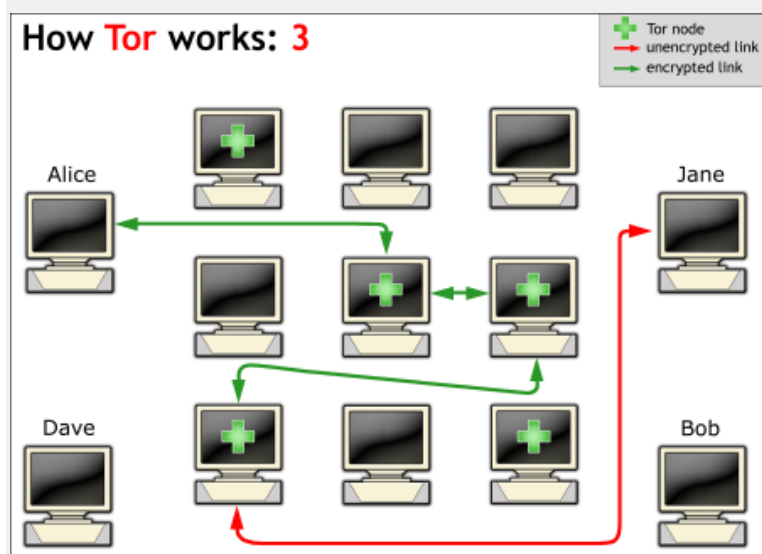 How Tor works: 3
Tor node
unencrypted link
encrypted link
Alice
Jane
Dave
Bob